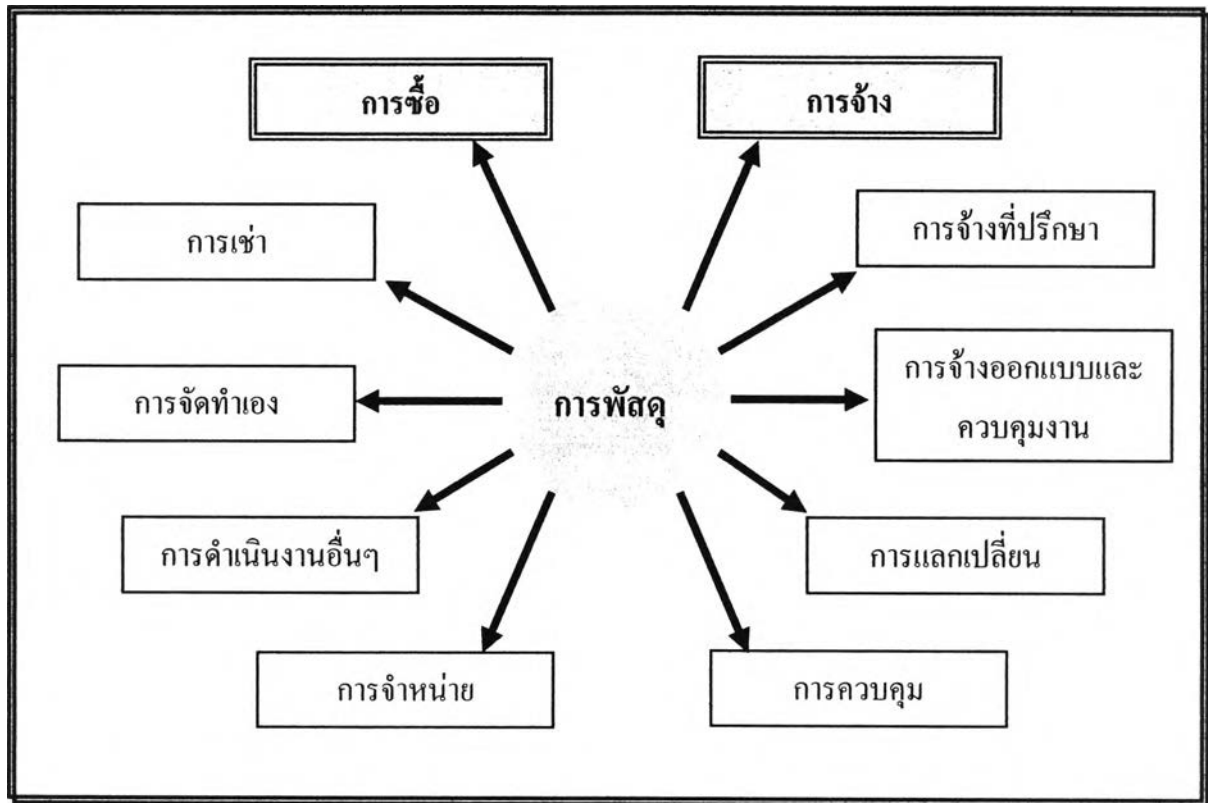 การซื้อ
การจ้าง
การเช่า
การจ้างที่ปรึกษา
การจัดทำเอง
การพัสดุ
การจ้างออกแบบและ
ควบคุมงาน
การดำเนินงานอื่นๆ
การแลกเปลี่ยน
การจำหน่าย
การควบคุม